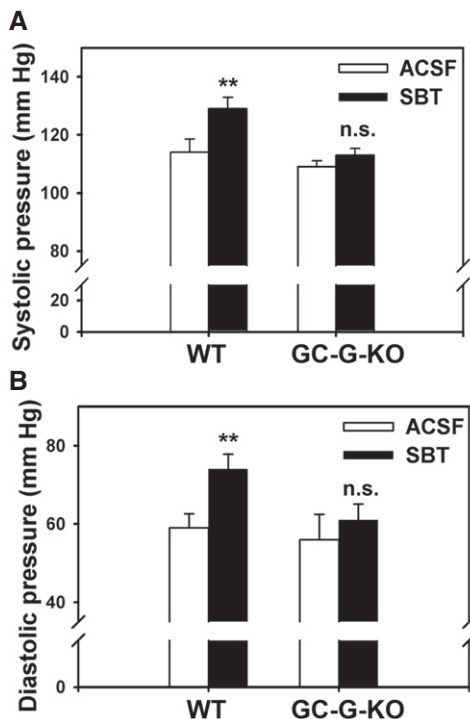 A
Systolic pressure (mm Hg)
140
120
100
80
20
0
ACSF
SBT
**
n.s.
WT GC-G-KO
B
Diastolic pressure (mm Hg)
80
60
40
0
ACSF
SBT
**
n.s.
WT GC-G-KO